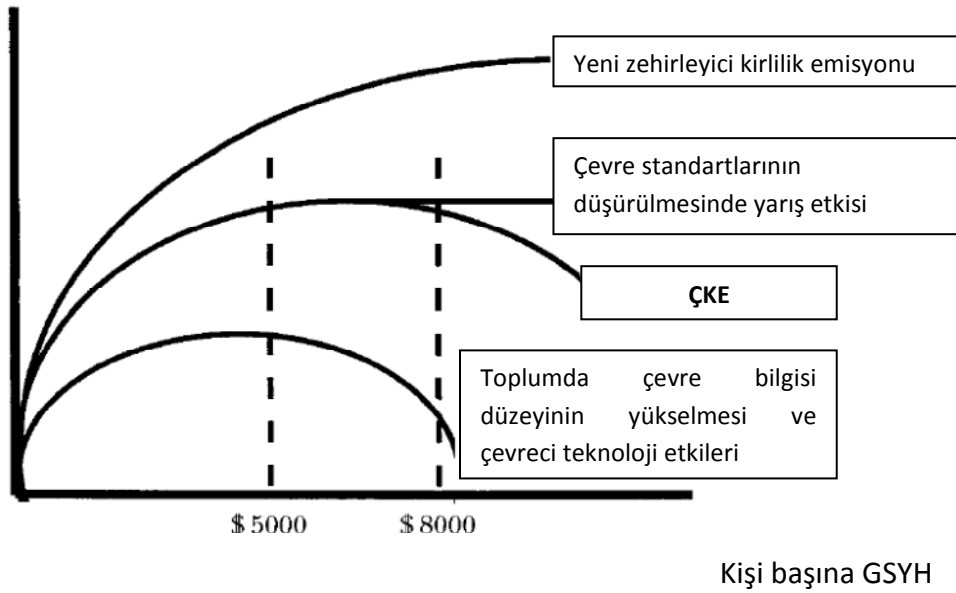 Yeni zehirleyici kirlilik emisyonu
Çevre standartlarının
düşürülmesinde yarış etkisi
ÇKE
Toplumda çevre bilgisi
düzeyinin yükselmesi ve
çevreci teknoloji etkileri
$ 5000
$ 8000
Kişi başına GSYH